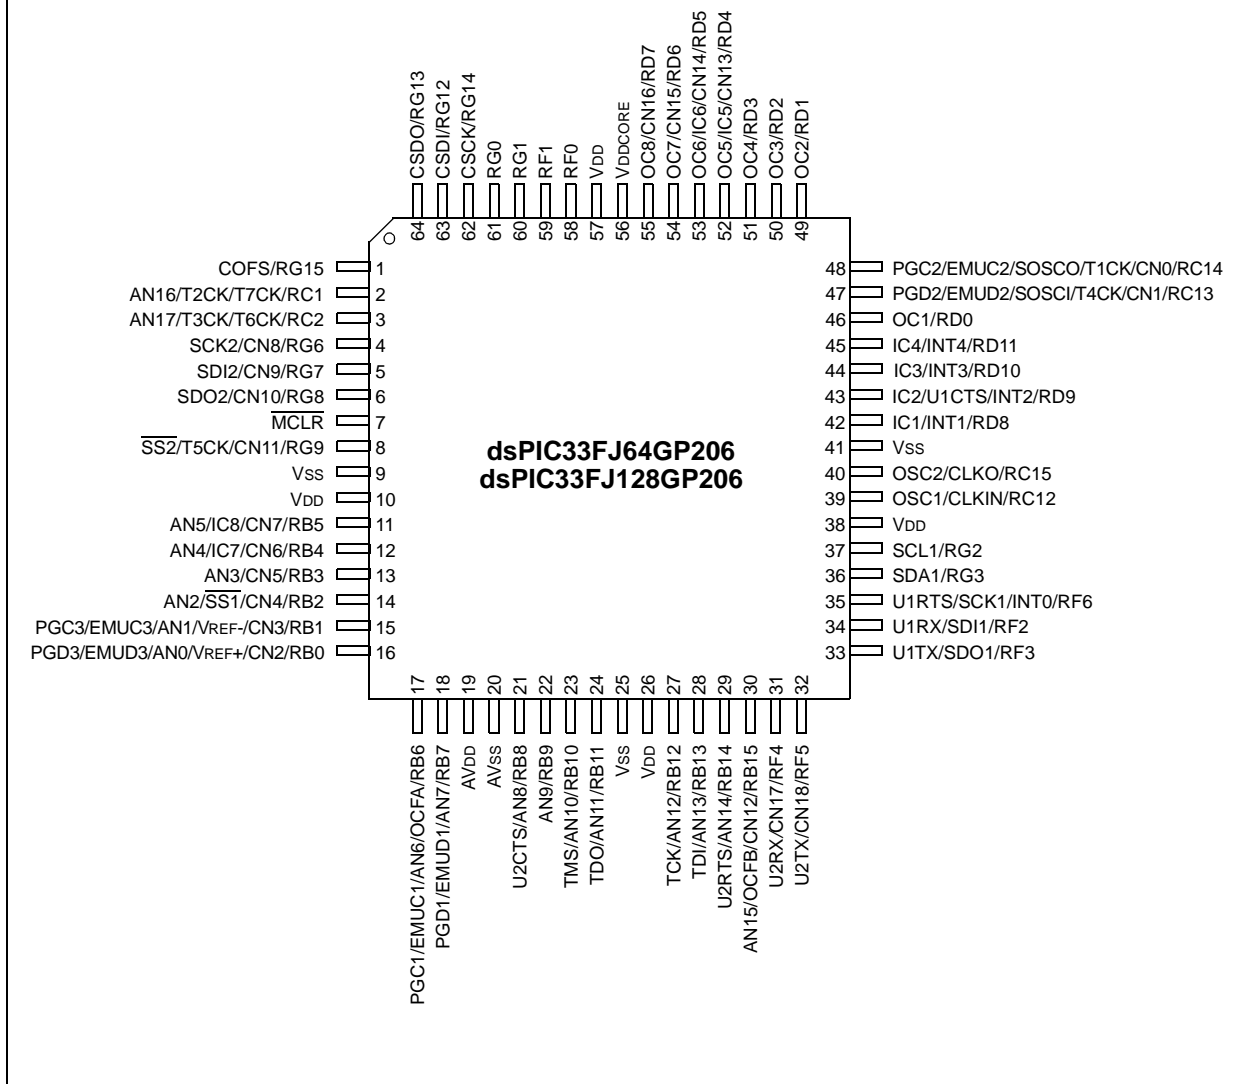 CSDO/RG13
CSDI/RG12
CSCK/RG14
RG0
RG1
RF1
RF0
VDD
VDDCORE
OC8/CN16/RD7
OC7/CN15/RD6
OC6/IC6/CN14/RD5
OC5/IC5/CN13/RD4
OC4/RD3
OC3/RD2
OC2/RD1
64
63
62
61
60
59
58
57
56
55
54
53
52
51
50
49
COFS/RG15 1
AN16/T2CK/T7CK/RC1 2
AN17/T3CK/T6CK/RC2 3
SCK2/CN8/RG6 4
SDI2/CN9/RG7 5
SDO2/CN10/RG8 6
MCLR 7
SS2/T5CK/CN11/RG9 8
VSS 9
VDD 10
AN5/IC8/CN7/RB5 11
AN4/IC7/CN6/RB4 12
AN3/CN5/RB3 13
AN2/SS1/CN4/RB2 14
PGC3/EMUC3/AN1/VREF-/CN3/RB1 15
PGD3/EMUD3/AN0/VREF+/CN2/RB0 16
dsPIC33FJ64GP206
dsPIC33FJ128GP206
48 PGC2/EMUC2/SOSCO/T1CK/CN0/RC14
47 PGD2/EMUD2/SOSCI/T4CK/CN1/RC13
46 OC1/RD0
45 IC4/INT4/RD11
44 IC3/INT3/RD10
43 IC2/U1CTS/INT2/RD9
42 IC1/INT1/RD8
41 VSS
40 OSC2/CLKO/RC15
39 OSC1/CLKIN/RC12
38 VDD
37 SCL1/RG2
36 SDA1/RG3
35 U1RTS/SCK1/INT0/RF6
34 U1RX/SDI1/RF2
33 U1TX/SDO1/RF3
17
18
19
20
21
22
23
24
25
26
27
28
29
30
31
32
PGC1/EMUC1/AN6/OCFA/RB6
PGD1/EMUD1/AN7/RB7
AVDD
AVSS
U2CTS/AN8/RB8
AN9/RB9
TMS/AN10/RB10
TDO/AN11/RB11
VSS
VDD
TCK/AN12/RB12
TDI/AN13/RB13
U2RTS/AN14/RB14
AN15/OCFB/CN12/RB15
U2RX/CN17/RF4
U2TX/CN18/RF5